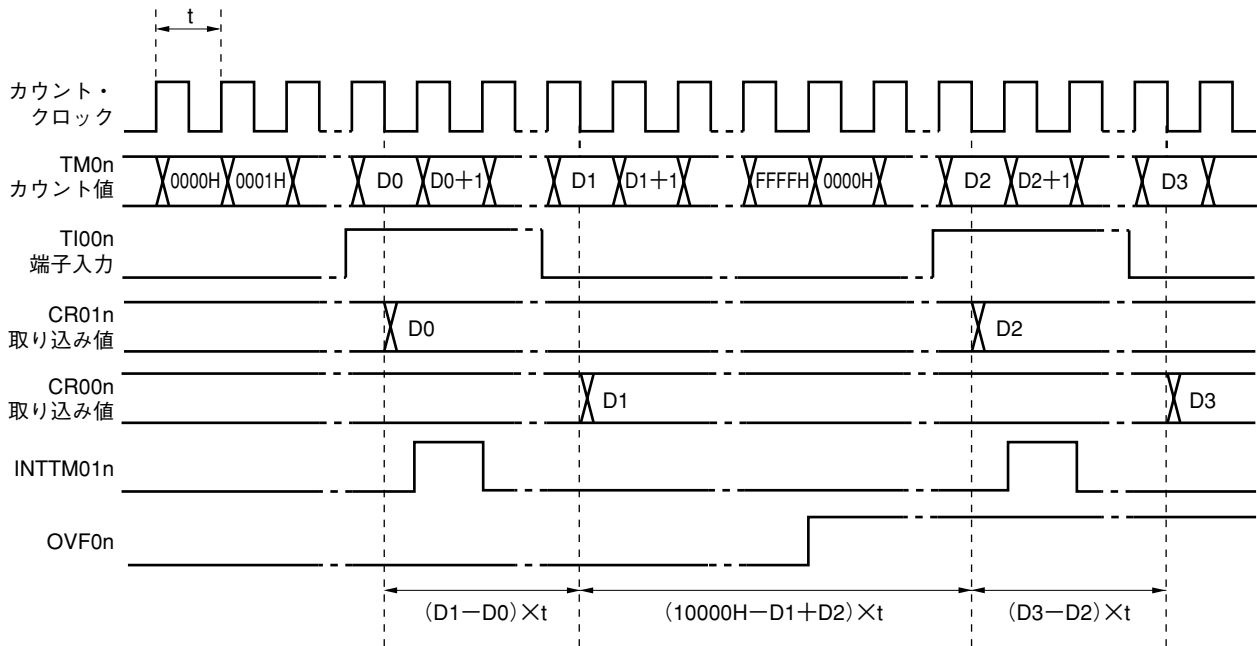 t
カウント・
クロック
TM0n
カウント値
0000H 0001H D0 D0+1 D1 D1+1 FFFFH 0000H D2 D2+1 D3
TI00n
端子入力
CR01n
取り込み値
D0 D2
CR00n
取り込み値
D1 D3
INTTM01n
OVF0n
(D1-D0)×t (10000H-D1+D2)×t (D3-D2)×t